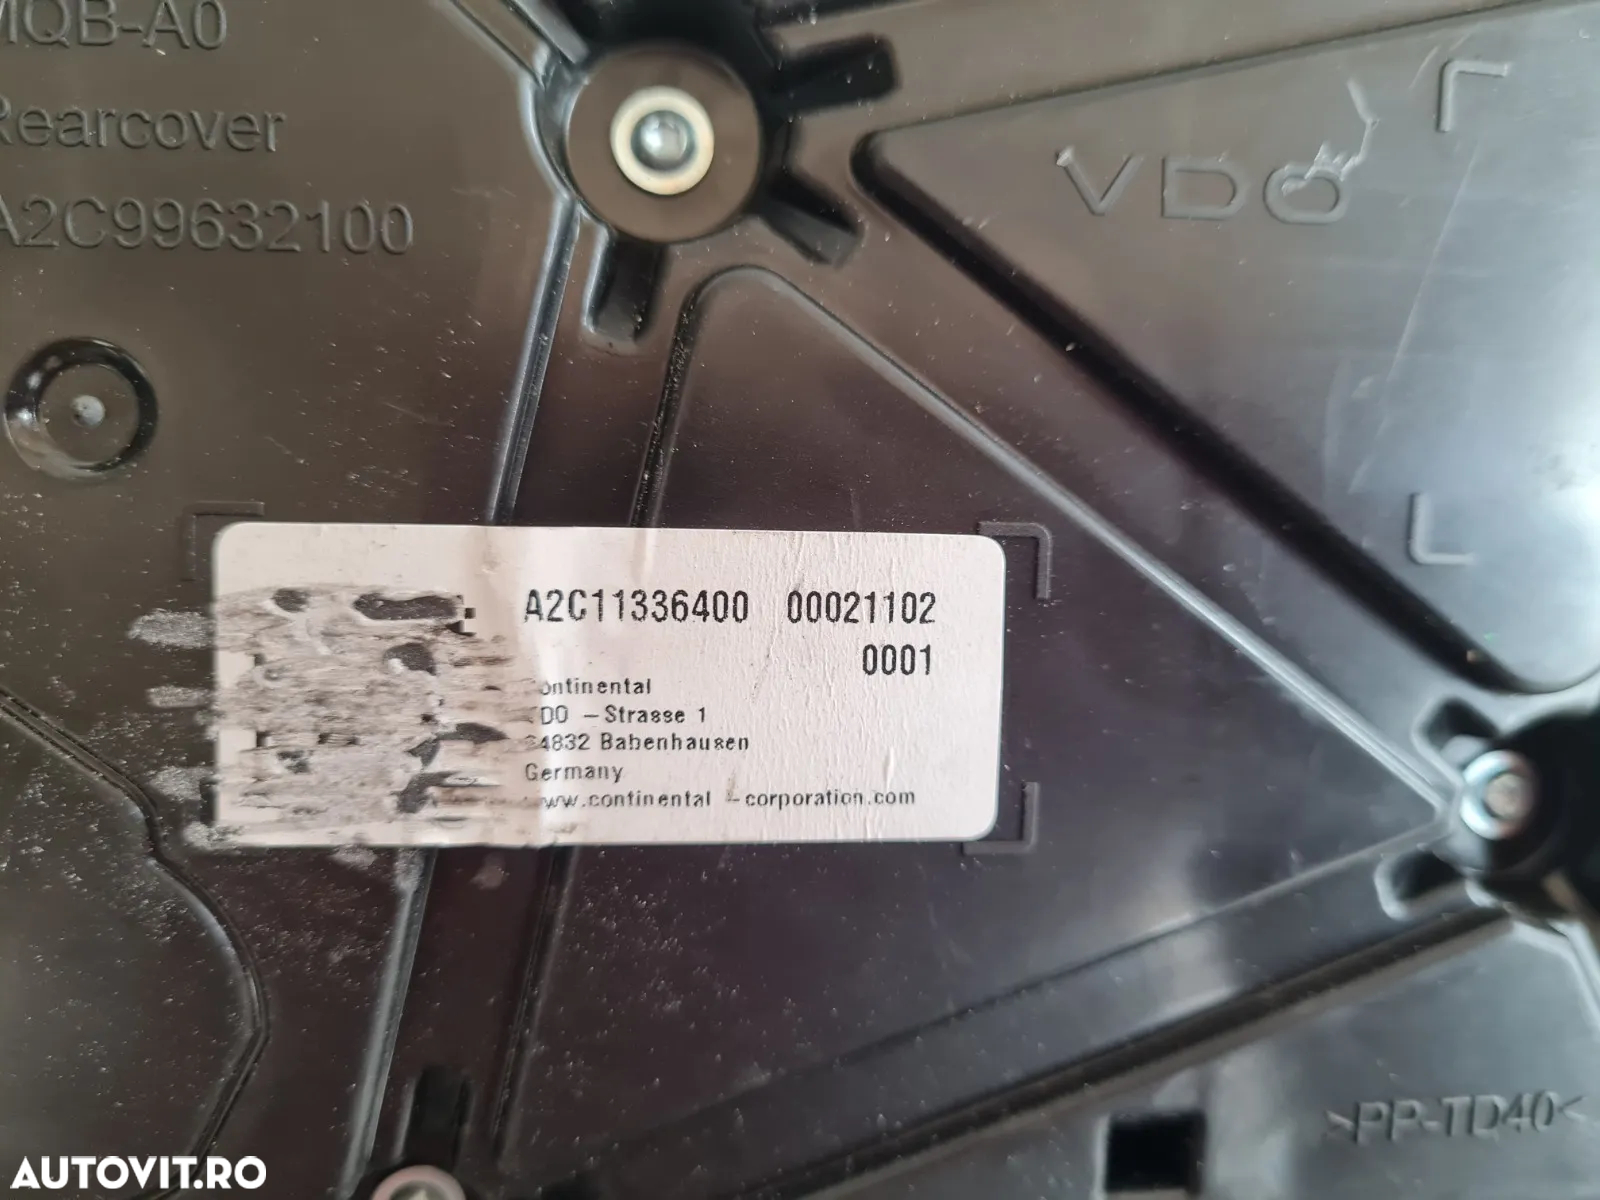 MQB-A0
Rearcover
A2C99632100
VDO
A2C11336400 00021102
0001
Continental
VDO - Strasse 1
64832 Babenhausen
Germany
www.continental - corporation.com
>PP-TD40<
AUTOVIT.RO